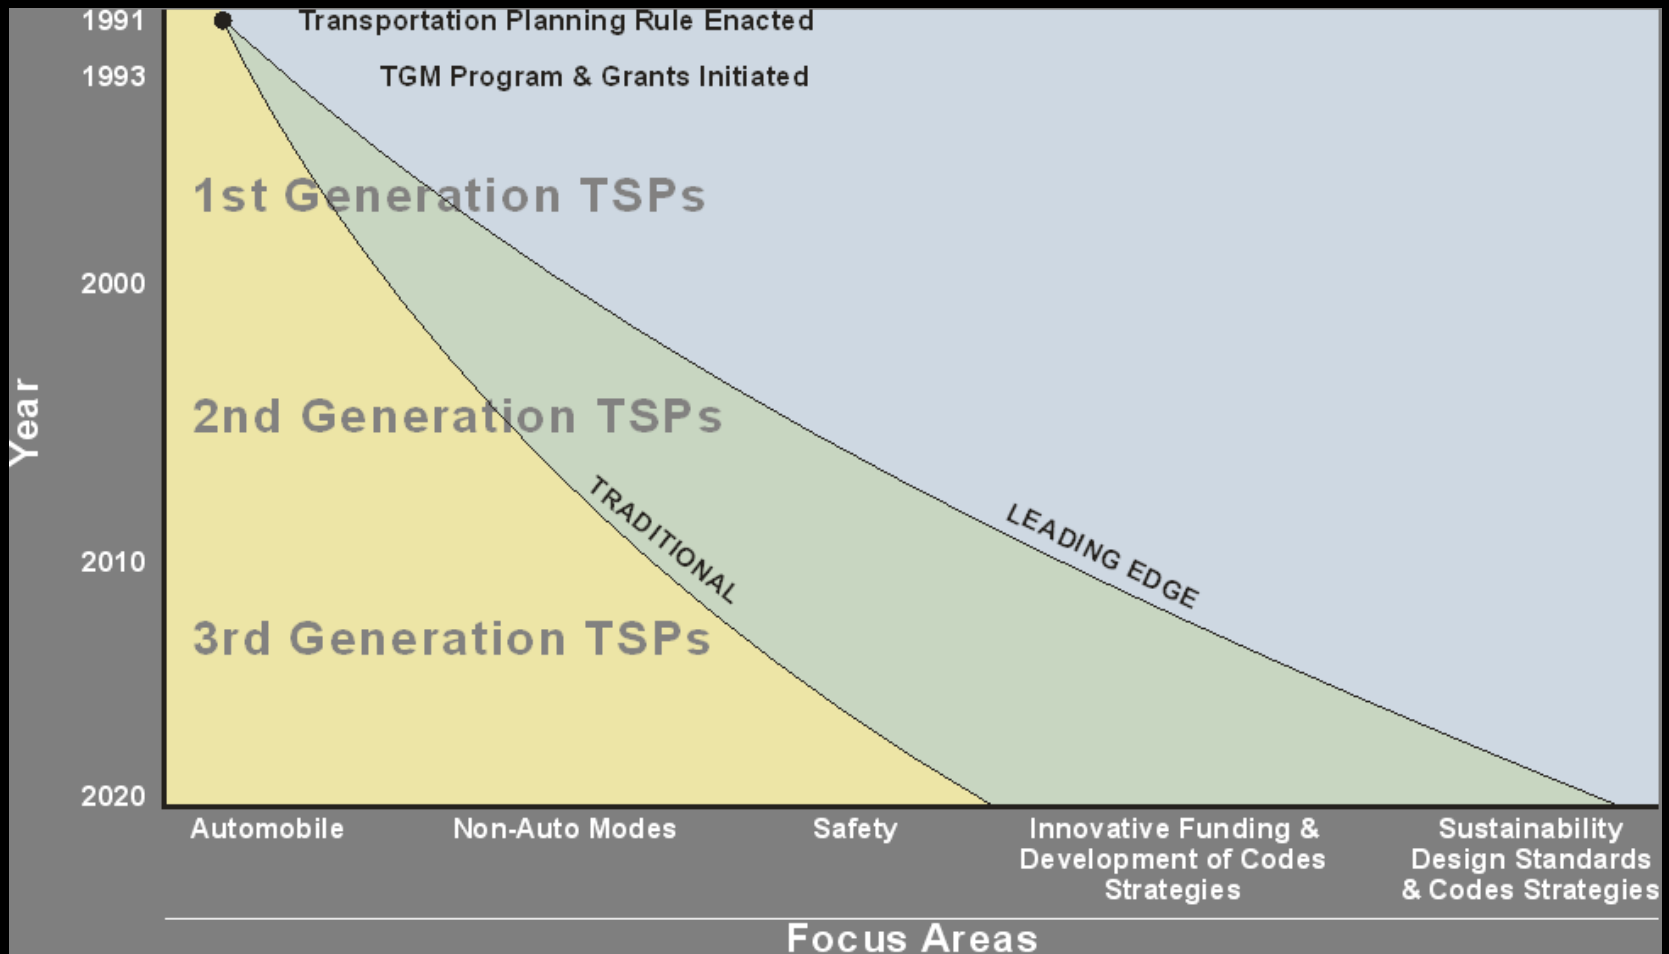 1991
Transportation Planning Rule Enacted
1993
TGM Program & Grants Initiated
1st Generation TSPs
2000
Year
2nd Generation TSPs
TRADITIONAL
LEADING EDGE
2010
3rd Generation TSPs
2020
Automobile
Non-Auto Modes
Safety
Innovative Funding &
Development of Codes
Strategies
Sustainability
Design Standards
& Codes Strategies
Focus Areas